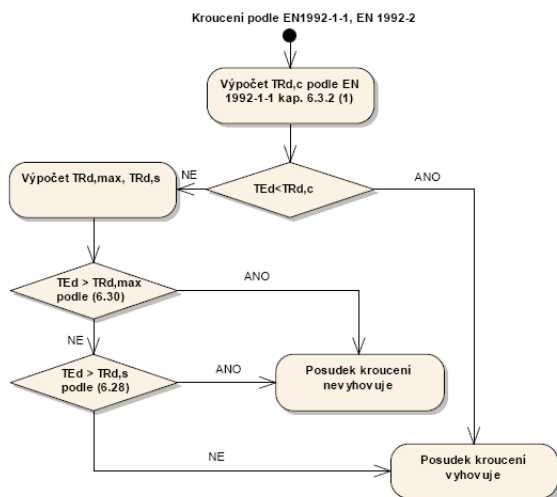 Kroucení podle EN1992-1-1, EN 1992-2
Výpočet TRd,c podle EN
1992-1-1 kap. 6.3.2 (1)
TEd<TRd,c
NE
ANO
Výpočet TRd,max, TRd,s
TEd > TRd,max
podle (6.30)
ANO
NE
TEd > TRd,s
podle (6.28)
ANO
Posudek kroucení
nevyhovuje
NE
Posudek kroucení
vyhovuje